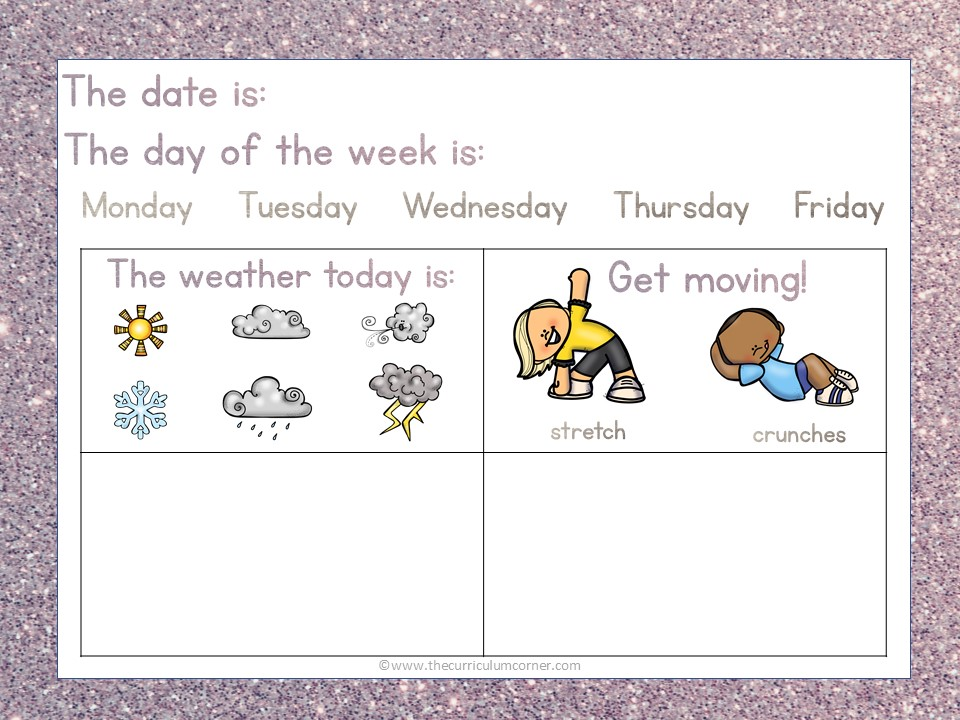 The date is:
The day of the week is:
Monday Tuesday Wednesday Thursday Friday
The weather today is:
Get moving!
stretch crunches
©www.thecurriculumcorner.com